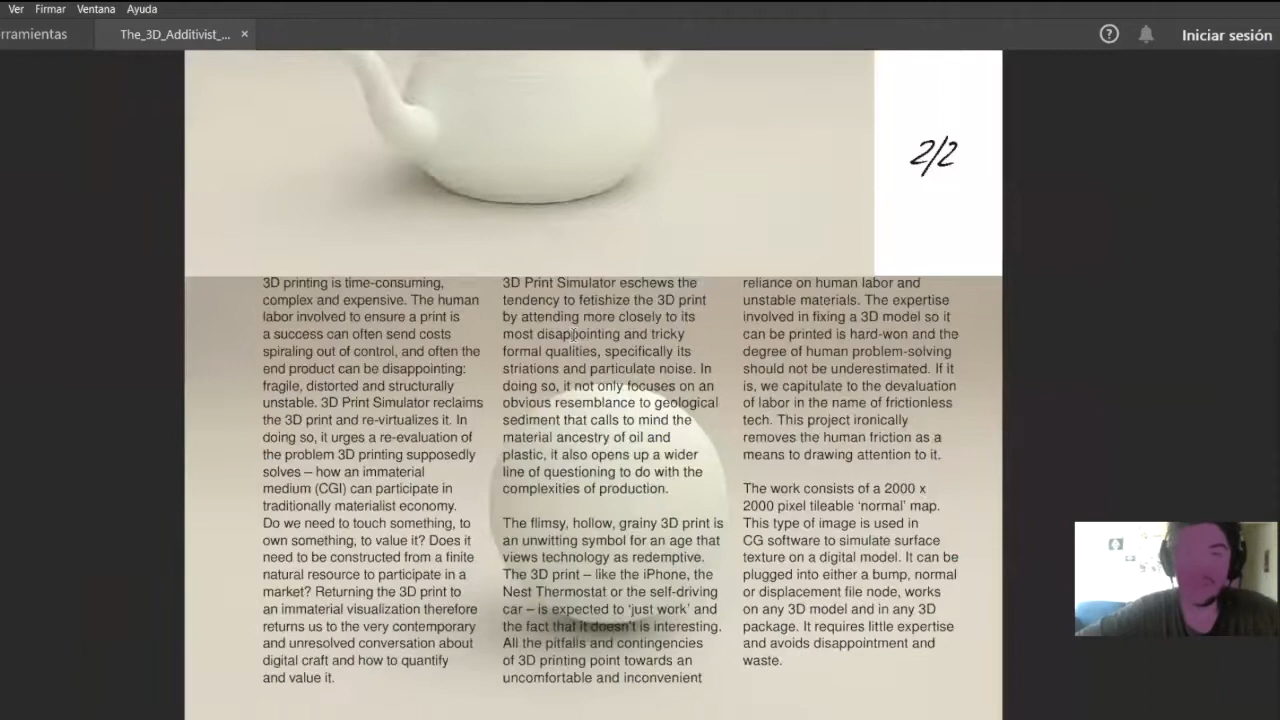 Ver Firmar Ventana Ayuda
rramientas The_3D_Additivist_... × ? Iniciar sesión
2/2
3D printing is time-consuming,
complex and expensive. The human
labor involved to ensure a print is
a success can often send costs
spiraling out of control, and often the
end product can be disappointing:
fragile, distorted and structurally
unstable. 3D Print Simulator reclaims
the 3D print and re-virtualizes it. In
doing so, it urges a re-evaluation of
the problem 3D printing supposedly
solves – how an immaterial
medium (CGI) can participate in
traditionally materialist economy.
Do we need to touch something, to
own something, to value it? Does it
need to be constructed from a finite
natural resource to participate in a
market? Returning the 3D print to
an immaterial visualization therefore
returns us to the very contemporary
and unresolved conversation about
digital craft and how to quantify
and value it.
3D Print Simulator eschews the
tendency to fetishize the 3D print
by attending more closely to its
most disappointing and tricky
formal qualities, specifically its
striations and particulate noise. In
doing so, it not only focuses on an
obvious resemblance to geological
sediment that calls to mind the
material ancestry of oil and
plastic, it also opens up a wider
line of questioning to do with the
complexities of production.
The flimsy, hollow, grainy 3D print is
an unwitting symbol for an age that
views technology as redemptive.
The 3D print – like the iPhone, the
Nest Thermostat or the self-driving
car – is expected to ‘just work’ and
the fact that it doesn't is interesting.
All the pitfalls and contingencies
of 3D printing point towards an
uncomfortable and inconvenient
reliance on human labor and
unstable materials. The expertise
involved in fixing a 3D model so it
can be printed is hard-won and the
degree of human problem-solving
should not be underestimated. If it
is, we capitulate to the devaluation
of labor in the name of frictionless
tech. This project ironically
removes the human friction as a
means to drawing attention to it.
The work consists of a 2000 x
2000 pixel tileable ‘normal’ map.
This type of image is used in
CG software to simulate surface
texture on a digital model. It can be
plugged into either a bump, normal
or displacement file node, works
on any 3D model and in any 3D
package. It requires little expertise
and avoids disappointment and
waste.